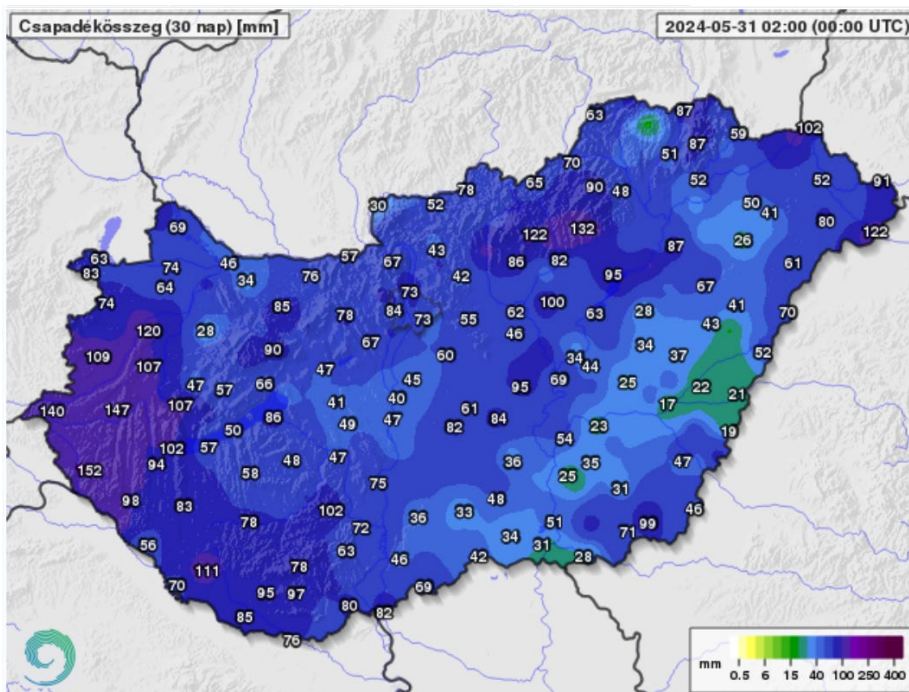 Csapadékösszeg (30 nap) [mm]
2024-05-31 02:00 (00:00 UTC)
63 87
102
59
87
51
70
65 90 48 52 52 91
78
30 52 50 41 80
122 132 122
69 26
43 87
57 67 86 82 61
63 46 42 95
83 74 76
64 34 73 67
74 85 84 100 41
78 73 55 62 63 28 43 70
120 28 46
67 34
109 90 60 34 37 52
107 47 44
47 57 66 45 95 69 25 22 21
107 41 40 17
140 147 86 61
50 49 47 82 84 23 19
102 57 54
94 48 47 36 35 47
152 58 25
75 31
98 83 48 46
102 36 33
78 72 51 99
56 34 31 71
63
78 46 42 28
111
70 95 97 69
85 80 82
76
mm 0.5 6 15 40 100 250 400